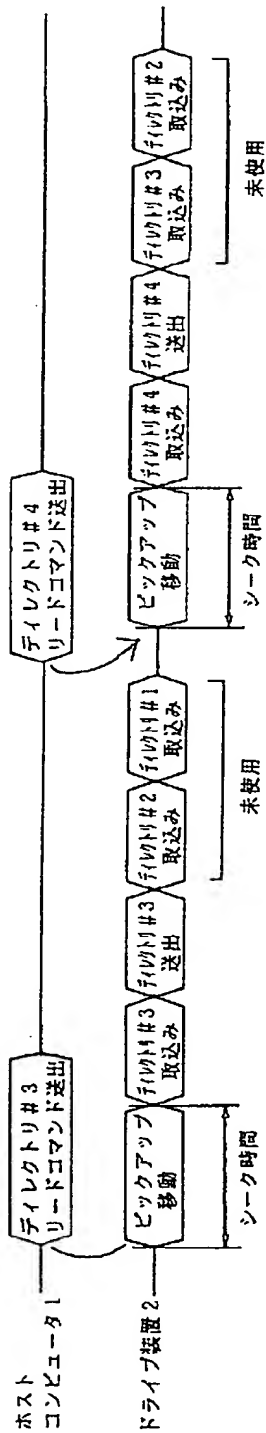 ホスト
コンピュータ1
ディレクトリ#3
リードコマンド送出
ディレクトリ#4
リードコマンド送出
ドライブ装置2
ピックアップ
移動
ディレクトリ#3
取込み
ディレクトリ#3
送出
ディレクトリ#2
取込み
ディレクトリ#1
取込み
ピックアップ
移動
ディレクトリ#4
取込み
ディレクトリ#4
送出
ディレクトリ#3
取込み
ディレクトリ#2
取込み
シーク時間
未使用
シーク時間
未使用